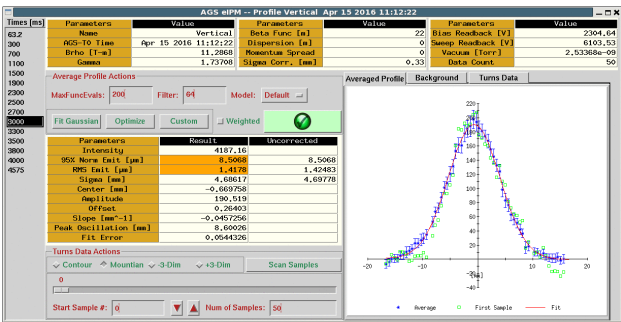 AGS eIPM -- Profile Vertical Apr 15 2016 11:12:22
Times [ms]
63.2
300
700
1100
1500
1900
2300
2500
2700
3000
3300
3500
3800
4000
4575
Parameters Value
Name Vertical
AGS-T0 Time Apr 15 2016 11:12:22
Brho [T-m] 11.2868
Gamma 1.73708
Parameters Value
Beta Func [m] 22
Dispersion [m] 0
Momentum Spread 0
Sigma Corr. [mm] 0.33
Parameters Value
Bias Readback [V] 2304.64
Sweep Readback [V] 6103.53
Vacuum [Torr] 2.53368e-09
Data Count 50
Average Profile Actions
MaxFuncEvals: 200 Filter: 64 Model: Default
Fit Gaussian Optimize Custom Weighted
Parameters Result Uncorrected
Intensity 4187.16
95% Norm Emit [µm] 8.5068 8.5068
RMS Emit [µm] 1.4178 1.42483
Sigma [mm] 4.68617 4.69778
Center [mm] -0.669758
Amplitude 190.519
Offset 0.26403
Slope [mm^-1] -0.0457256
Peak Oscillation [mm] 8.60026
Fit Error 0.0544326
Turns Data Actions
Contour Mountian -3-Dim +3-Dim Scan Samples
0
Start Sample #: 0 Num of Samples: 50
Averaged Profile Background Turns Data
220
200
180
160
140
120
100
80
60
40
20
-20 -10 0 10 20
-20
[mm]
-40
Average First Sample Fit